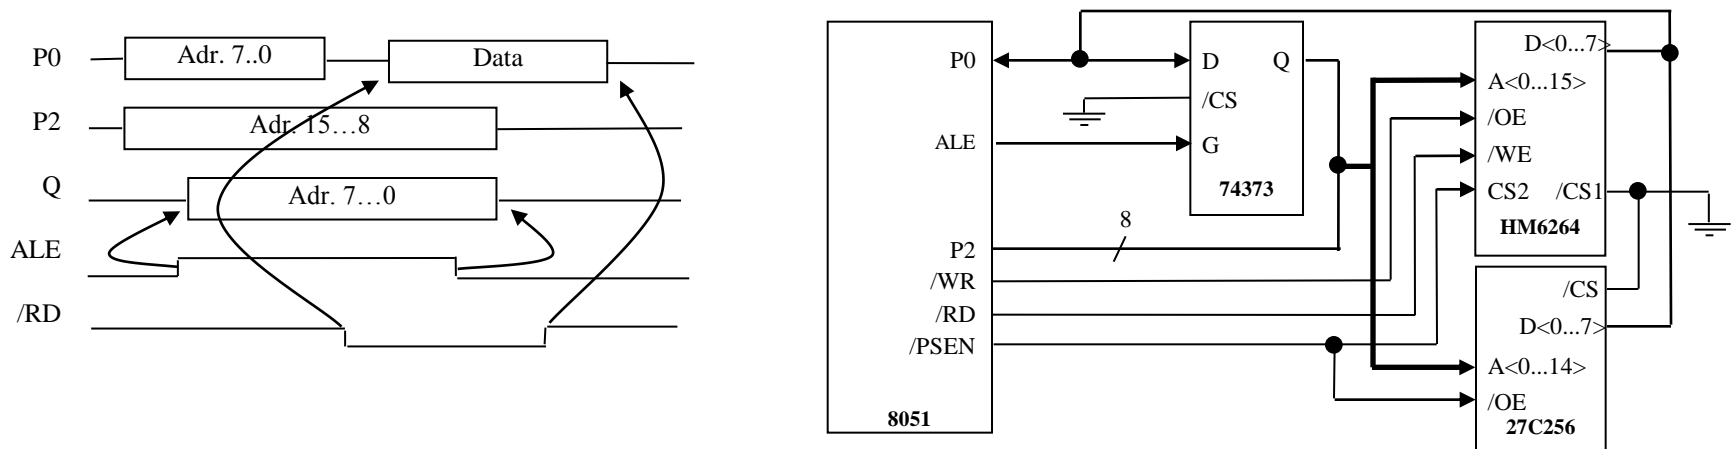 P0
Adr. 7..0
Data
P2
Adr. 15…8
Q
Adr. 7…0
ALE
/RD
P0
ALE
P2
8
/WR
/RD
/PSEN
8051
D
Q
/CS
G
74373
D<0...7>
A<0...15>
/OE
/WE
CS2
/CS1
HM6264
/CS
D<0...7>
A<0...14>
/OE
27C256